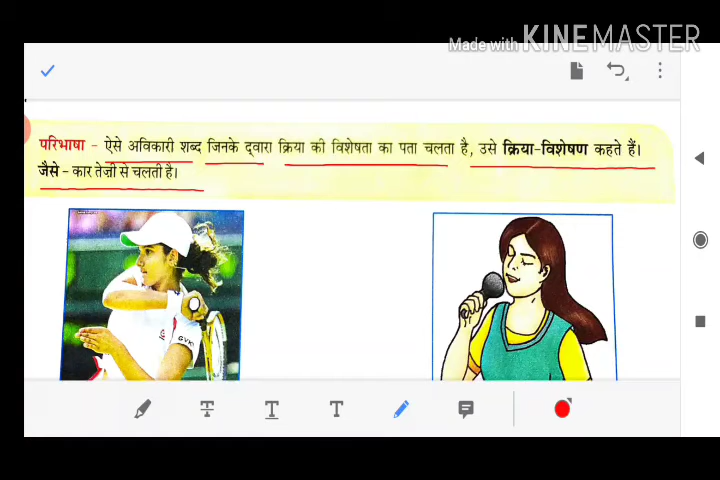 Made with KINEMASTER
परिभाषा - ऐसे अविकारी शब्द जिनके द्वारा क्रिया की विशेषता का पता चलता है, उसे क्रिया-विशेषण कहते हैं।
जैसे - कार तेज़ी से चलती है।
T T T